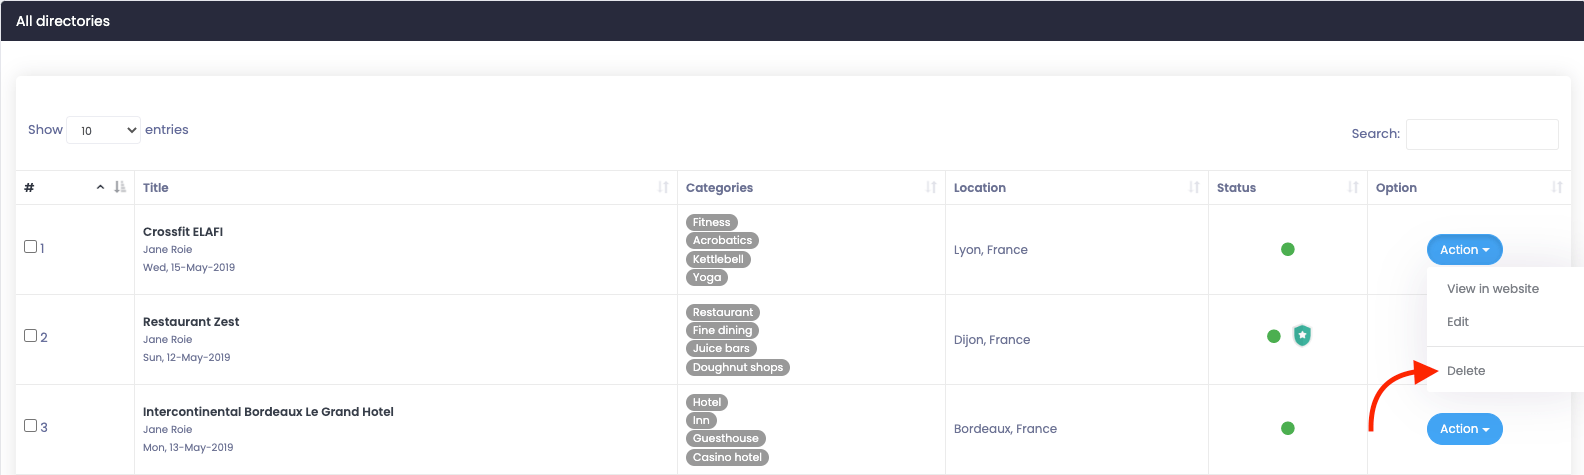 All directories
Show 10 entries
Search:
# Title Categories Location Status Option
1
Crossfit ELAFI
Jane Roie
Wed, 15-May-2019
Fitness
Acrobatics
Kettlebell
Yoga
Lyon, France
Action
View in website
Edit
Delete
2
Restaurant Zest
Jane Roie
Sun, 12-May-2019
Restaurant
Fine dining
Juice bars
Doughnut shops
Dijon, France
3
Intercontinental Bordeaux Le Grand Hotel
Jane Roie
Mon, 13-May-2019
Hotel
Inn
Guesthouse
Casino hotel
Bordeaux, France
Action